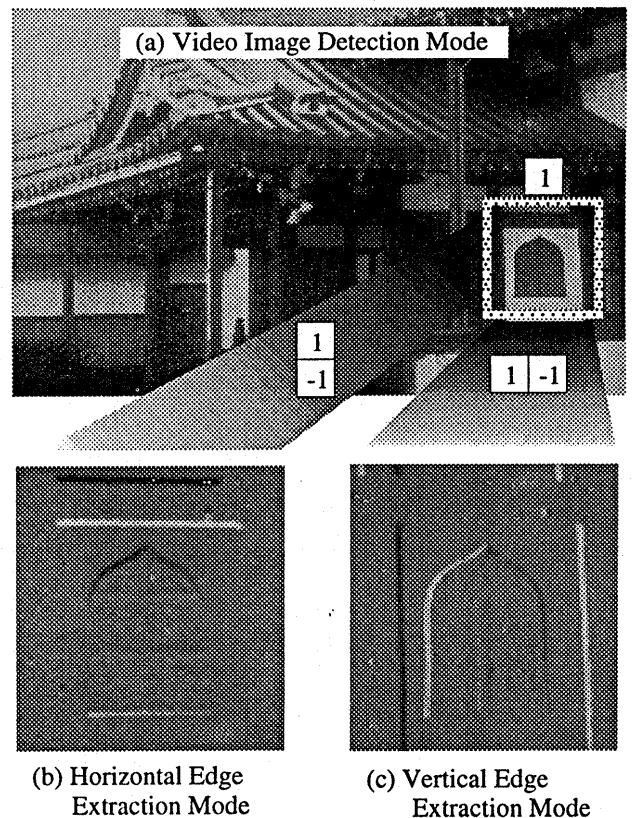 (a) Video Image Detection Mode
1
1
-1
1 -1
(b) Horizontal Edge
Extraction Mode
(c) Vertical Edge
Extraction Mode